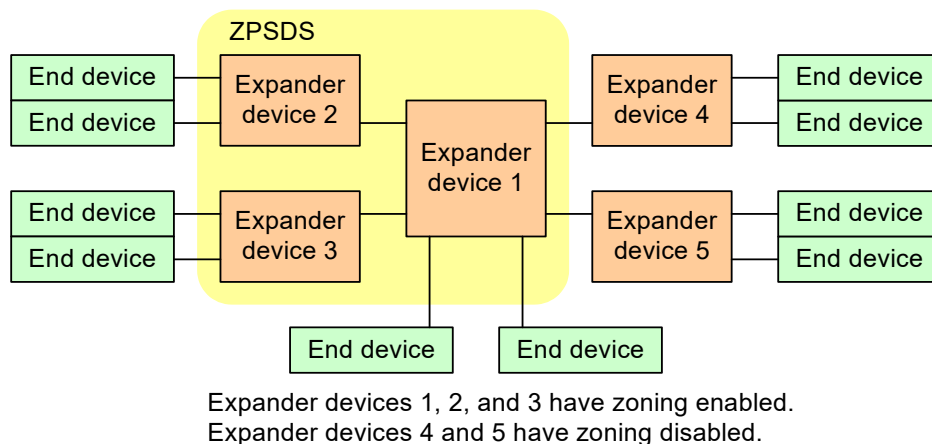 ZPSDS
End device
End device
Expander
device 2
Expander
device 1
Expander
device 4
End device
End device
End device
End device
Expander
device 3
Expander
device 5
End device
End device
End device
End device
Expander devices 1, 2, and 3 have zoning enabled.
Expander devices 4 and 5 have zoning disabled.